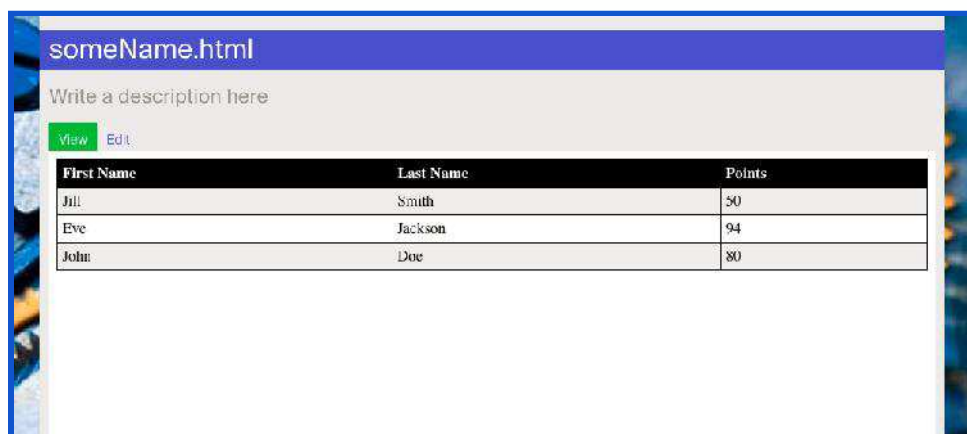 someName.html
Write a description here
View Edit
First Name Last Name Points
Jill Smith 50
Eve Jackson 94
John Doe 80